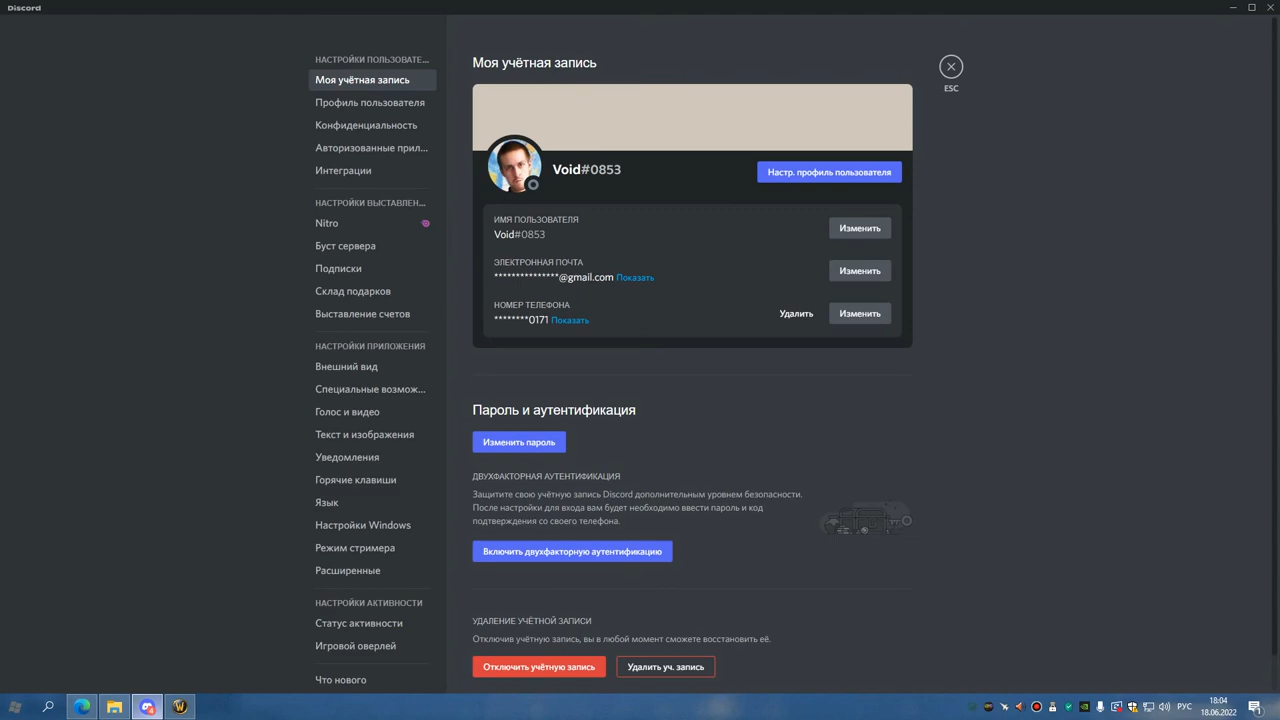 Discord
НАСТРОЙКИ ПОЛЬЗОВАТЕ...
Моя учётная запись
Профиль пользователя
Конфиденциальность
Авторизованные прил...
Интеграции
НАСТРОЙКИ ВЫСТАВЛЕН...
Nitro
Буст сервера
Подписки
Склад подарков
Выставление счетов
НАСТРОЙКИ ПРИЛОЖЕНИЯ
Внешний вид
Специальные возмож...
Голос и видео
Текст и изображения
Уведомления
Горячие клавиши
Язык
Настройки Windows
Режим стримера
Расширенные
НАСТРОЙКИ АКТИВНОСТИ
Статус активности
Игровой оверлей
Что нового
Моя учётная запись
ESC
Void#0853
Настр. профиль пользователя
ИМЯ ПОЛЬЗОВАТЕЛЯ
Void#0853
Изменить
ЭЛЕКТРОННАЯ ПОЧТА
***************@gmail.com Показать
Изменить
НОМЕР ТЕЛЕФОНА
********0171 Показать
Удалить
Изменить
Пароль и аутентификация
Изменить пароль
ДВУХФАКТОРНАЯ АУТЕНТИФИКАЦИЯ
Защитите свою учётную запись Discord дополнительным уровнем безопасности.
После настройки для входа вам будет необходимо ввести пароль и код
подтверждения со своего телефона.
Включить двухфакторную аутентификацию
УДАЛЕНИЕ УЧЁТНОЙ ЗАПИСИ
Отключив учётную запись, вы в любой момент сможете восстановить её.
Отключить учётную запись
Удалить уч. запись
РУС
18:04
18.06.2022